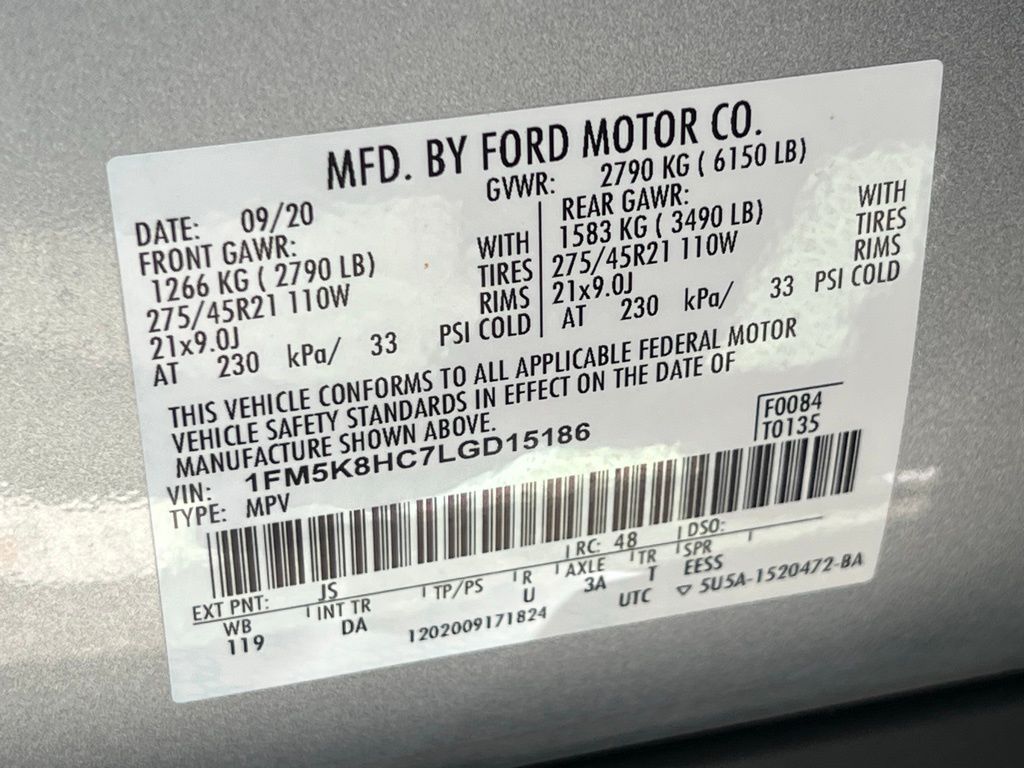 MFD. BY FORD MOTOR CO.
DATE: 09/20 GVWR: 2790 KG ( 6150 LB)
FRONT GAWR:
1266 KG ( 2790 LB) WITH
275/45R21 110W TIRES
21x9.0J RIMS
AT 230 kPa/ 33 PSI COLD
REAR GAWR:
1583 KG ( 3490 LB) WITH
275/45R21 110W TIRES
21x9.0J RIMS
AT 230 kPa/ 33 PSI COLD
THIS VEHICLE CONFORMS TO ALL APPLICABLE FEDERAL MOTOR
VEHICLE SAFETY STANDARDS IN EFFECT ON THE DATE OF
MANUFACTURE SHOWN ABOVE.
VIN: 1FM5K8HC7LGD15186
TYPE: MPV
F0084
T0135
EXT PNT: JS RC: 48 DSO:
WB INT TR TP/PS R AXLE TR SPR
119 DA U 3A T EESS
1202009171824 UTC ▽ 5U5A-1520472-BA